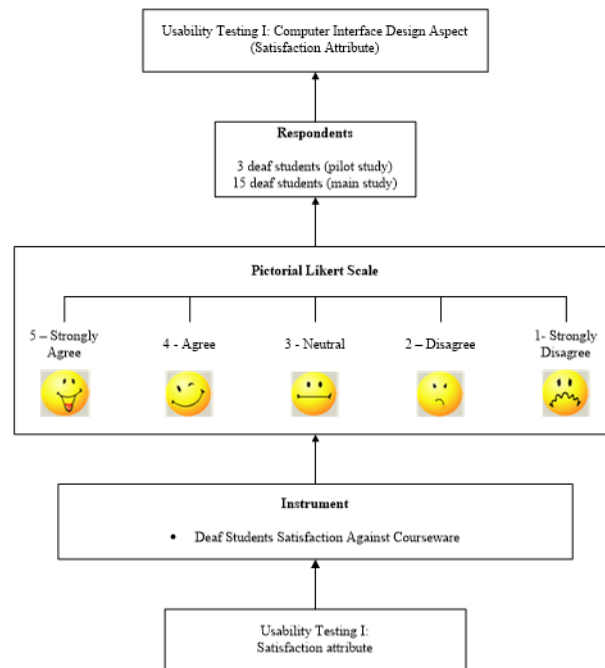 Usability Testing I: Computer Interface Design Aspect
(Satisfaction Attribute)
Respondents
3 deaf students (pilot study)
15 deaf students (main study)
Pictorial Likert Scale
5 – Strongly
Agree
4 - Agree
3 - Neutral
2 – Disagree
1- Strongly
Disagree
Instrument
• Deaf Students Satisfaction Against Courseware
Usability Testing I:
Satisfaction attribute